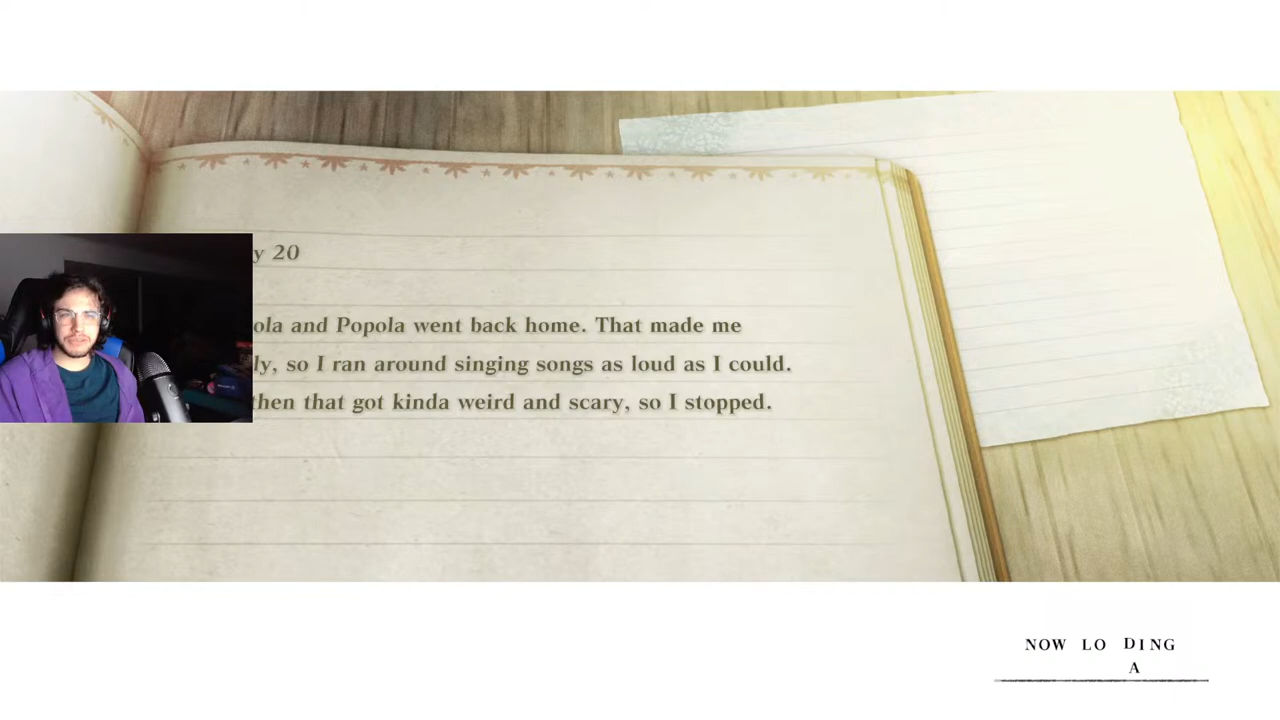 y 20
ola and Popola went back home. That made me
ly, so I ran around singing songs as loud as I could.
then that got kinda weird and scary, so I stopped.
NOW LO DING
A